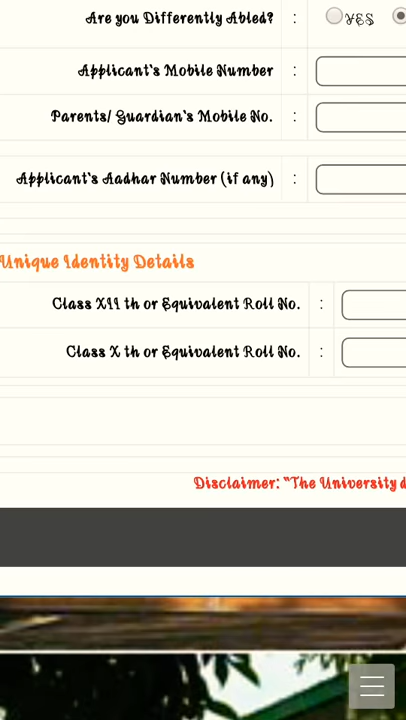 Are you Differently Abled? : YES
Applicant's Mobile Number :
Parents/ Guardian's Mobile No. :
Applicant's Aadhar Number (if any) :
Unique Identity Details
Class XII th or Equivalent Roll No. :
Class X th or Equivalent Roll No. :
Disclaimer: "The University d